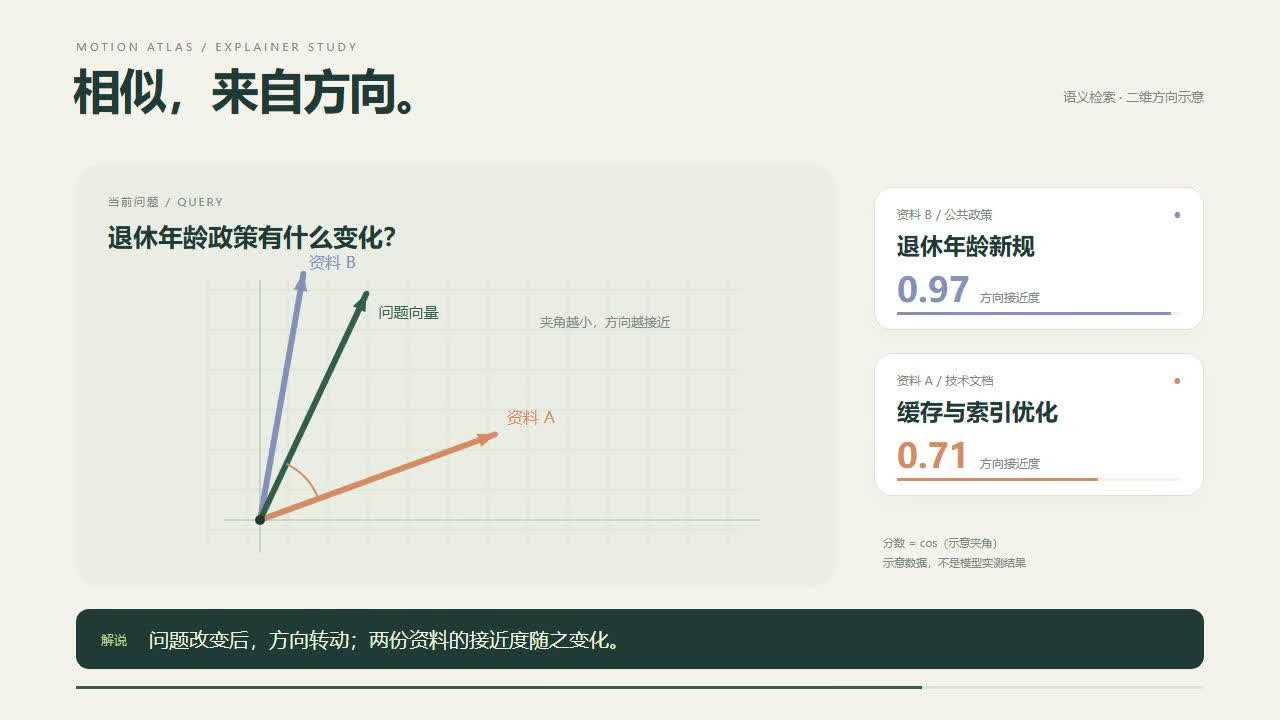 MOTION ATLAS / EXPLAINER STUDY
相似，来自方向。
语义检索 · 二维方向示意
当前问题 / QUERY
退休年龄政策有什么变化？
资料 B
问题向量
夹角越小，方向越接近
资料 A
资料 B / 公共政策
退休年龄新规
0.97 方向接近度
资料 A / 技术文档
缓存与索引优化
0.71 方向接近度
分数 = cos（示意夹角）
示意数据，不是模型实测结果
解说 问题改变后，方向转动；两份资料的接近度随之变化。